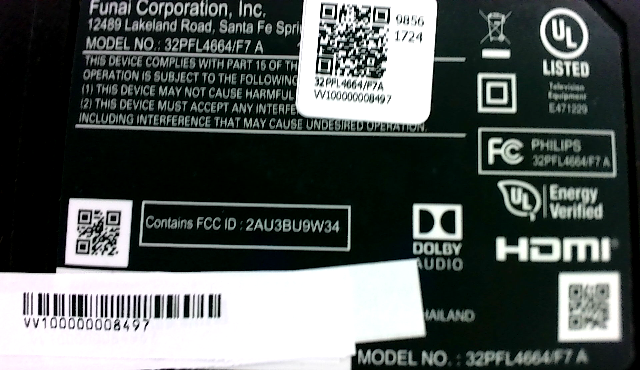 Funai Corporation, Inc.
12489 Lakeland Road, Santa Fe Spri
MODEL NO.: 32PFL4664/F7 A
THIS DEVICE COMPLIES WITH PART 15 OF THE
OPERATION IS SUBJECT TO THE FOLLOWING
(1) THIS DEVICE MAY NOT CAUSE HARMFUL
(2) THIS DEVICE MUST ACCEPT ANY INTERFE
INCLUDING INTERFERENCE THAT MAY CAUSE UNDESIRED OPERATION.
9856
1724
32PFL4664/F7A
VV100000008497
UL
LISTED
Television
Equipment
E471229
FC PHILIPS
32PFL4664/F7 A
UL Energy
Verified
Contains FCC ID : 2AU3BU9W34
DOLBY
AUDIO
HDMI
VV100000008497
HAILAND
MODEL NO. : 32PFL4664/F7 A